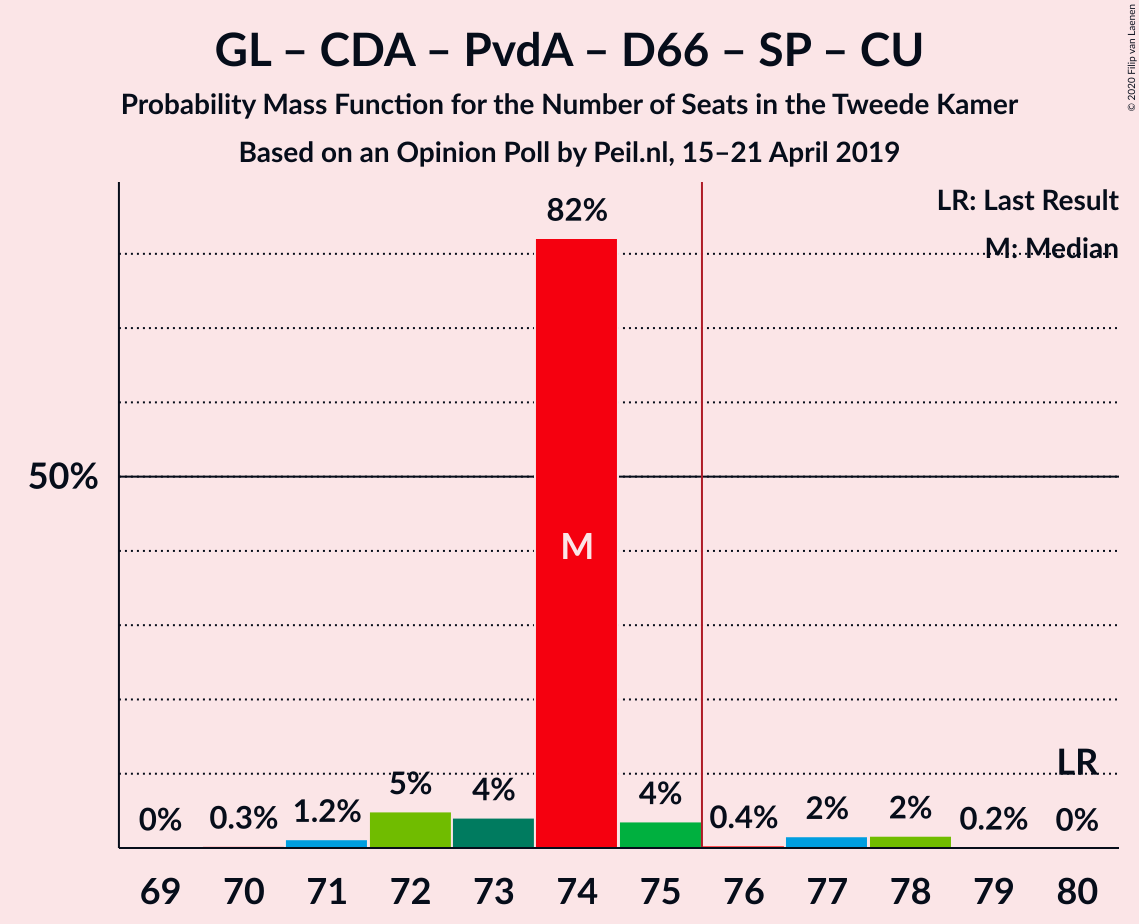 GL – CDA – PvdA – D66 – SP – CU
Probability Mass Function for the Number of Seats in the Tweede Kamer
Based on an Opinion Poll by Peil.nl, 15–21 April 2019
© 2020 Filip van Laenen
LR: Last Result
M: Median
82%
50%
M
LR
0% 0.3% 1.2% 5% 4% 4% 0.4% 2% 2% 0.2% 0%
69 70 71 72 73 74 75 76 77 78 79 80